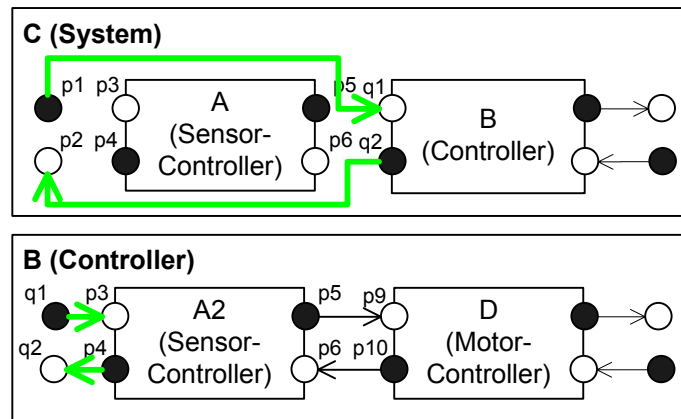 C (System)
p1 p3 p5 q1
A
(Sensor-
Controller)
B
(Controller)
p2 p4 p6 q2
B (Controller)
q1 p3 p5 p9
A2
(Sensor-
Controller)
D
(Motor-
Controller)
q2 p4 p6 p10